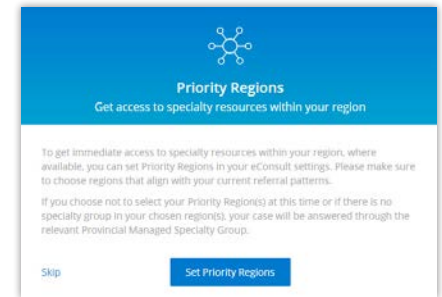 Priority Regions
Get access to specialty resources within your region
To get immediate access to specialty resources within your region, where
available, you can set Priority Regions in your eConsult settings. Please make sure
to choose regions that align with your current referral patterns.
If you choose not to select your Priority Region(s) at this time or if there is no
specialty group in your chosen region(s), your case will be answered through the
relevant Provincial Managed Specialty Group.
Skip
Set Priority Regions